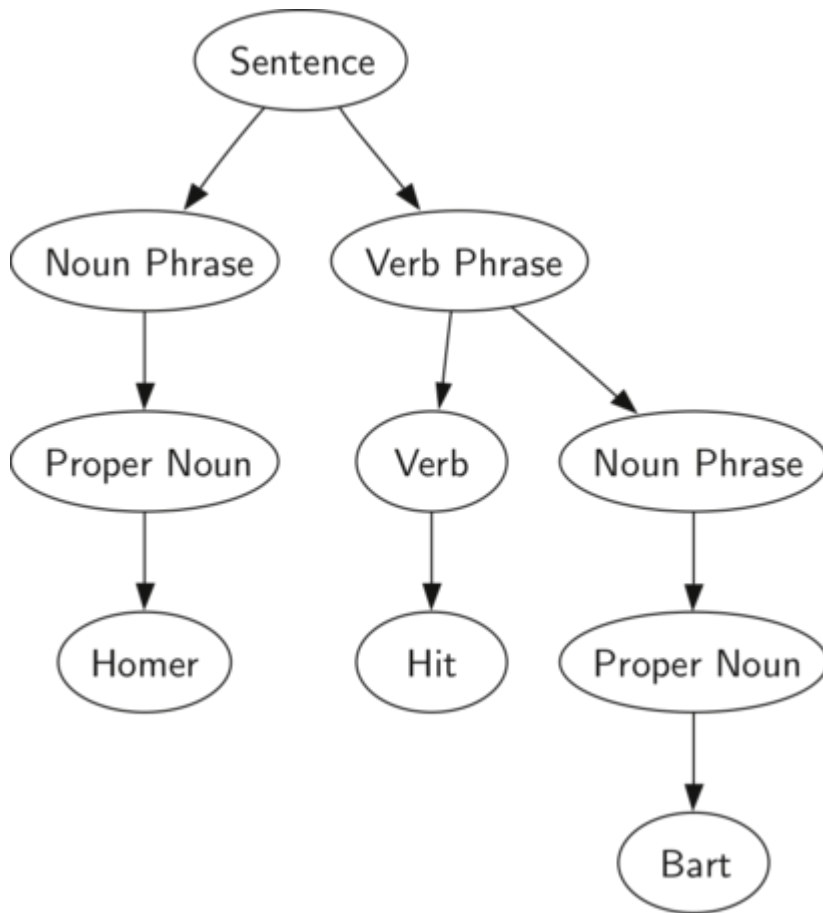 Sentence
Noun Phrase
Verb Phrase
Proper Noun
Verb
Noun Phrase
Homer
Hit
Proper Noun
Bart